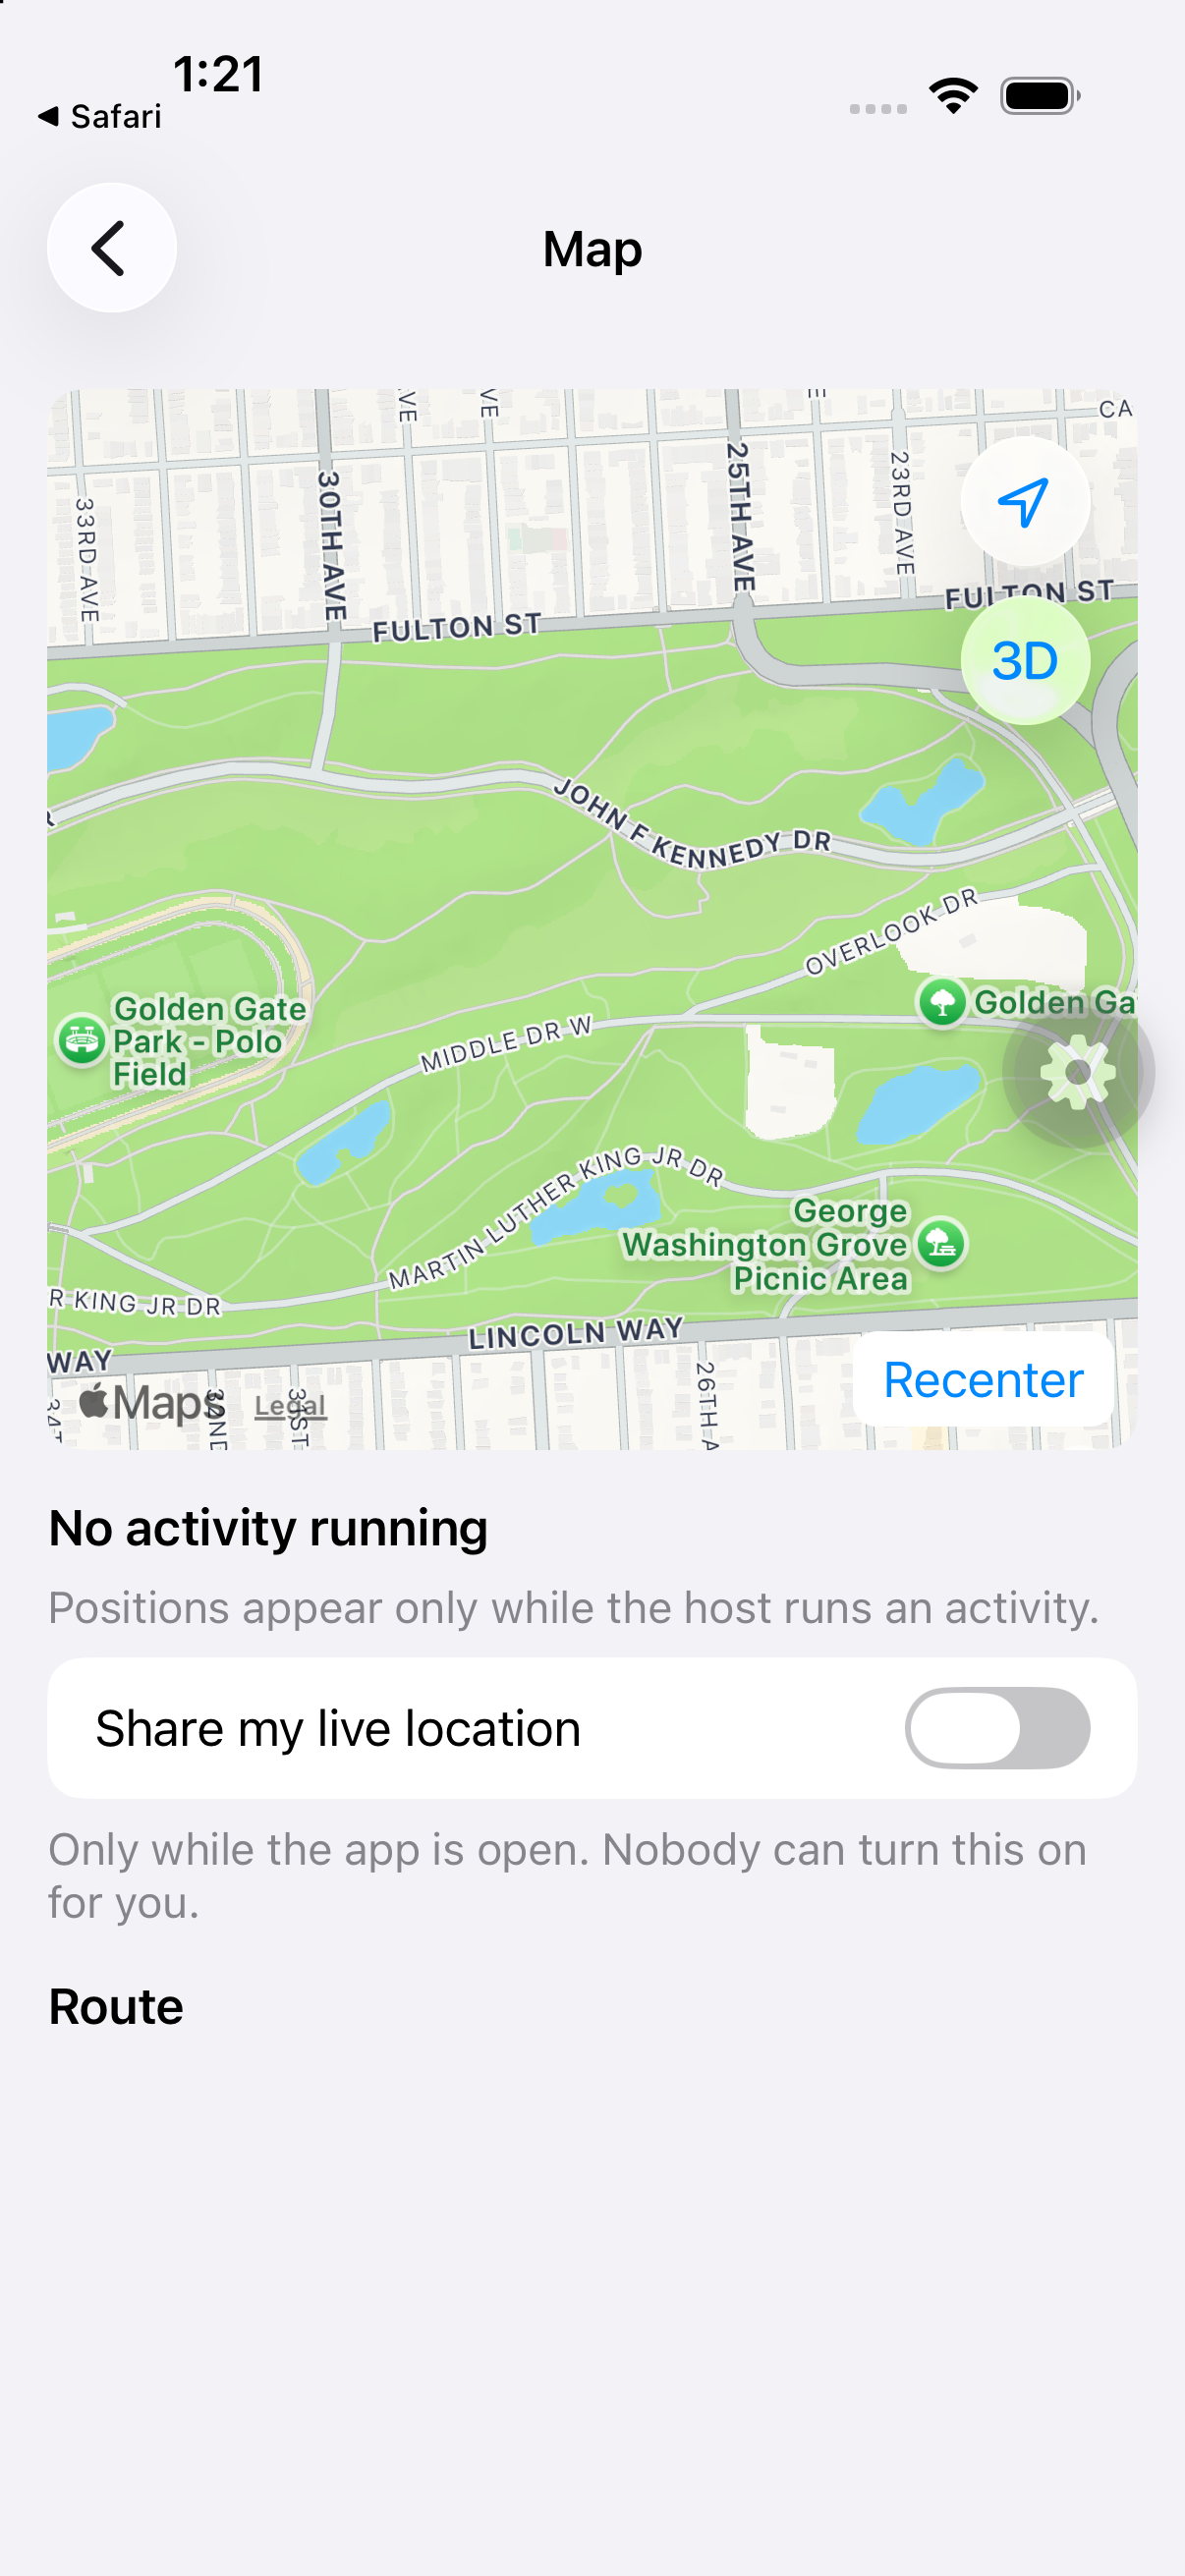 1:21
Safari
Map
CA
33RD AVE
30TH AVE
25TH AVE
23RD AVE
FULTON ST
FULTON ST
3D
JOHN F KENNEDY DR
OVERLOOK DR
Golden Gate
Park - Polo
Field
MIDDLE DR W
MARTIN LUTHER KING JR DR
George
Washington Grove
Picnic Area
R KING JR DR
LINCOLN WAY
WAY
Maps
Legal
26TH A
Recenter
No activity running
Positions appear only while the host runs an activity.
Share my live location
Only while the app is open. Nobody can turn this on
for you.
Route